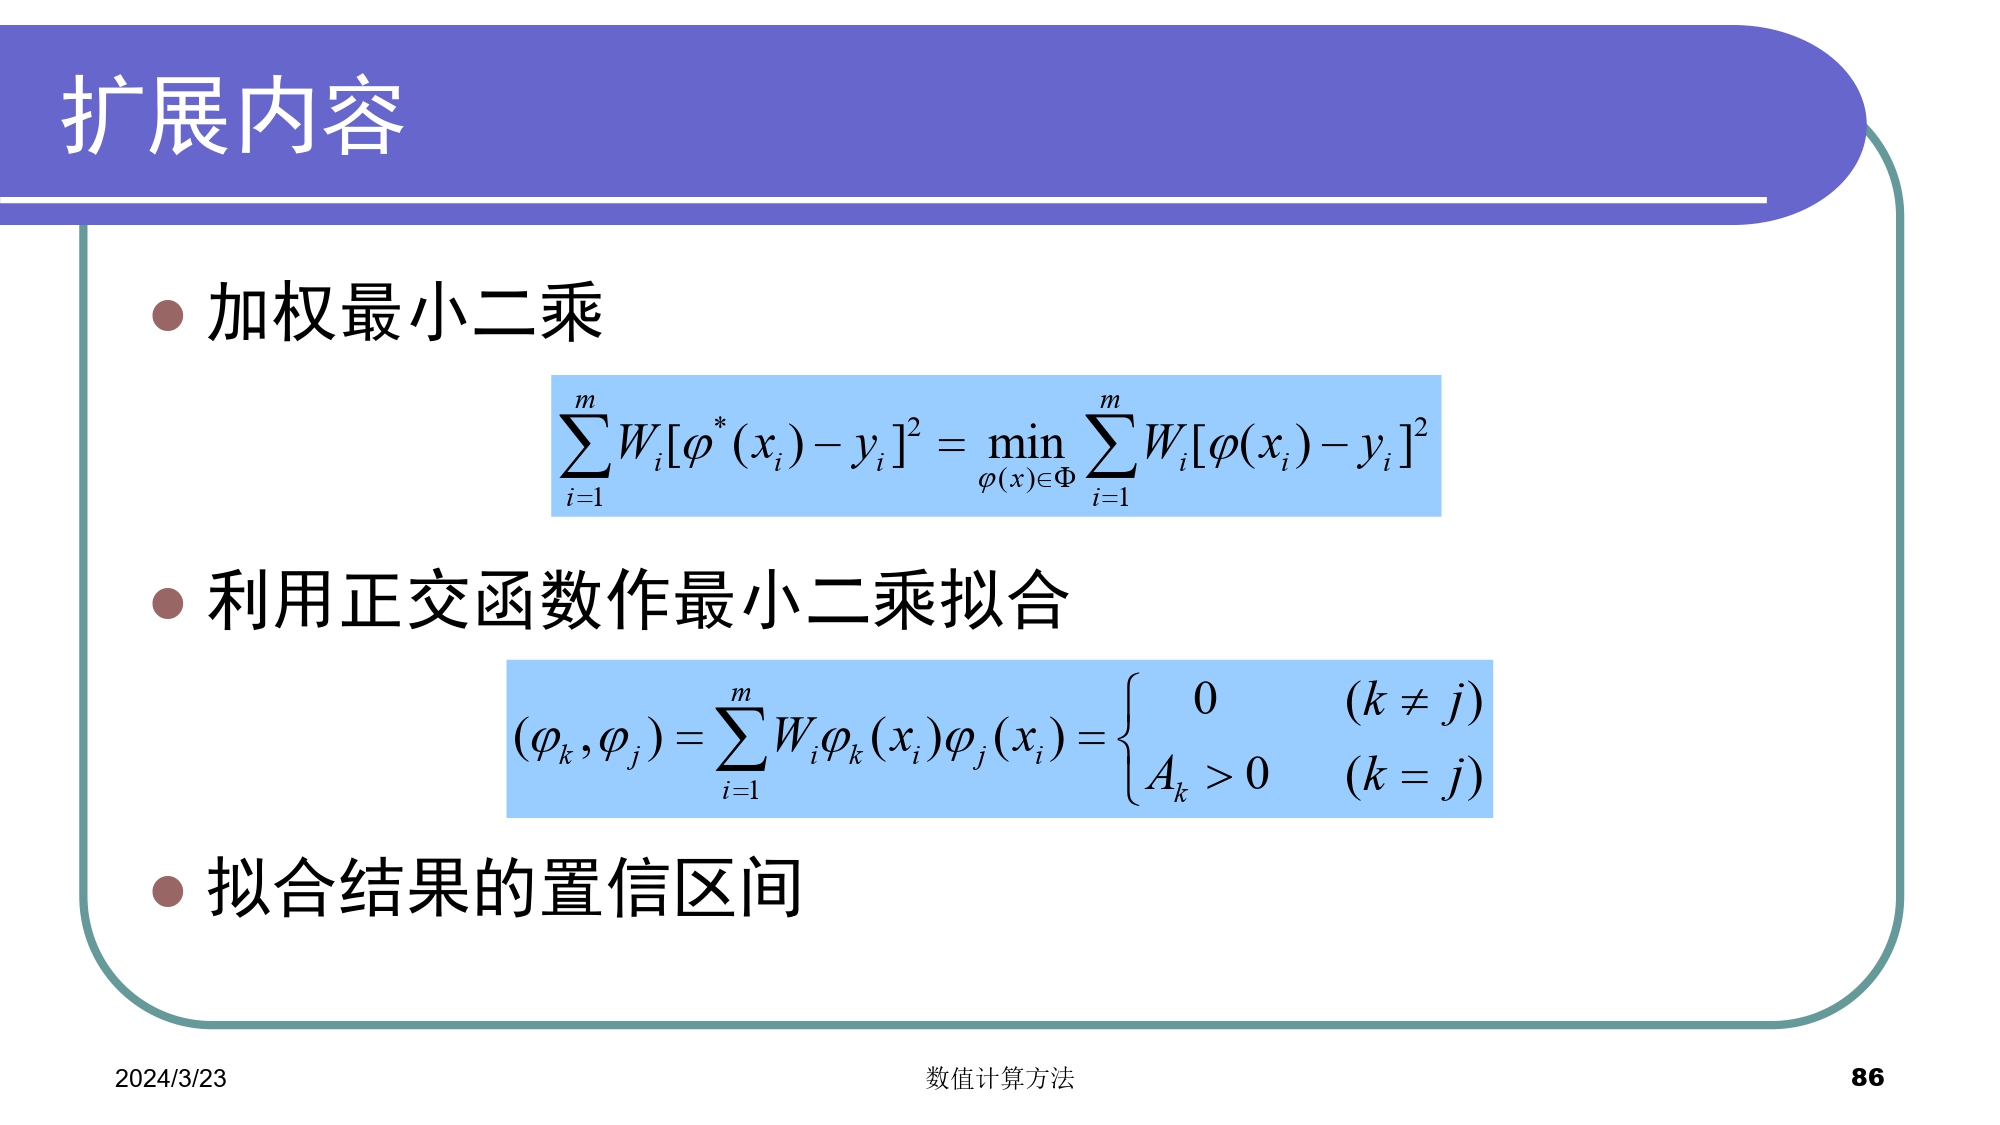 扩展内容
加权最小二乘
$\sum_{i=1}^{m} W_i[\varphi^*(x_i) - y_i]^2 = \min_{\varphi(x)\in\Phi} \sum_{i=1}^{m} W_i[\varphi(x_i) - y_i]^2$
利用正交函数作最小二乘拟合
$(\varphi_k, \varphi_j) = \sum_{i=1}^{m} W_i\varphi_k(x_i)\varphi_j(x_i) = \begin{cases} 0 & (k \neq j) \\ A_k > 0 & (k = j) \end{cases}$
拟合结果的置信区间
2024/3/23
数值计算方法
86